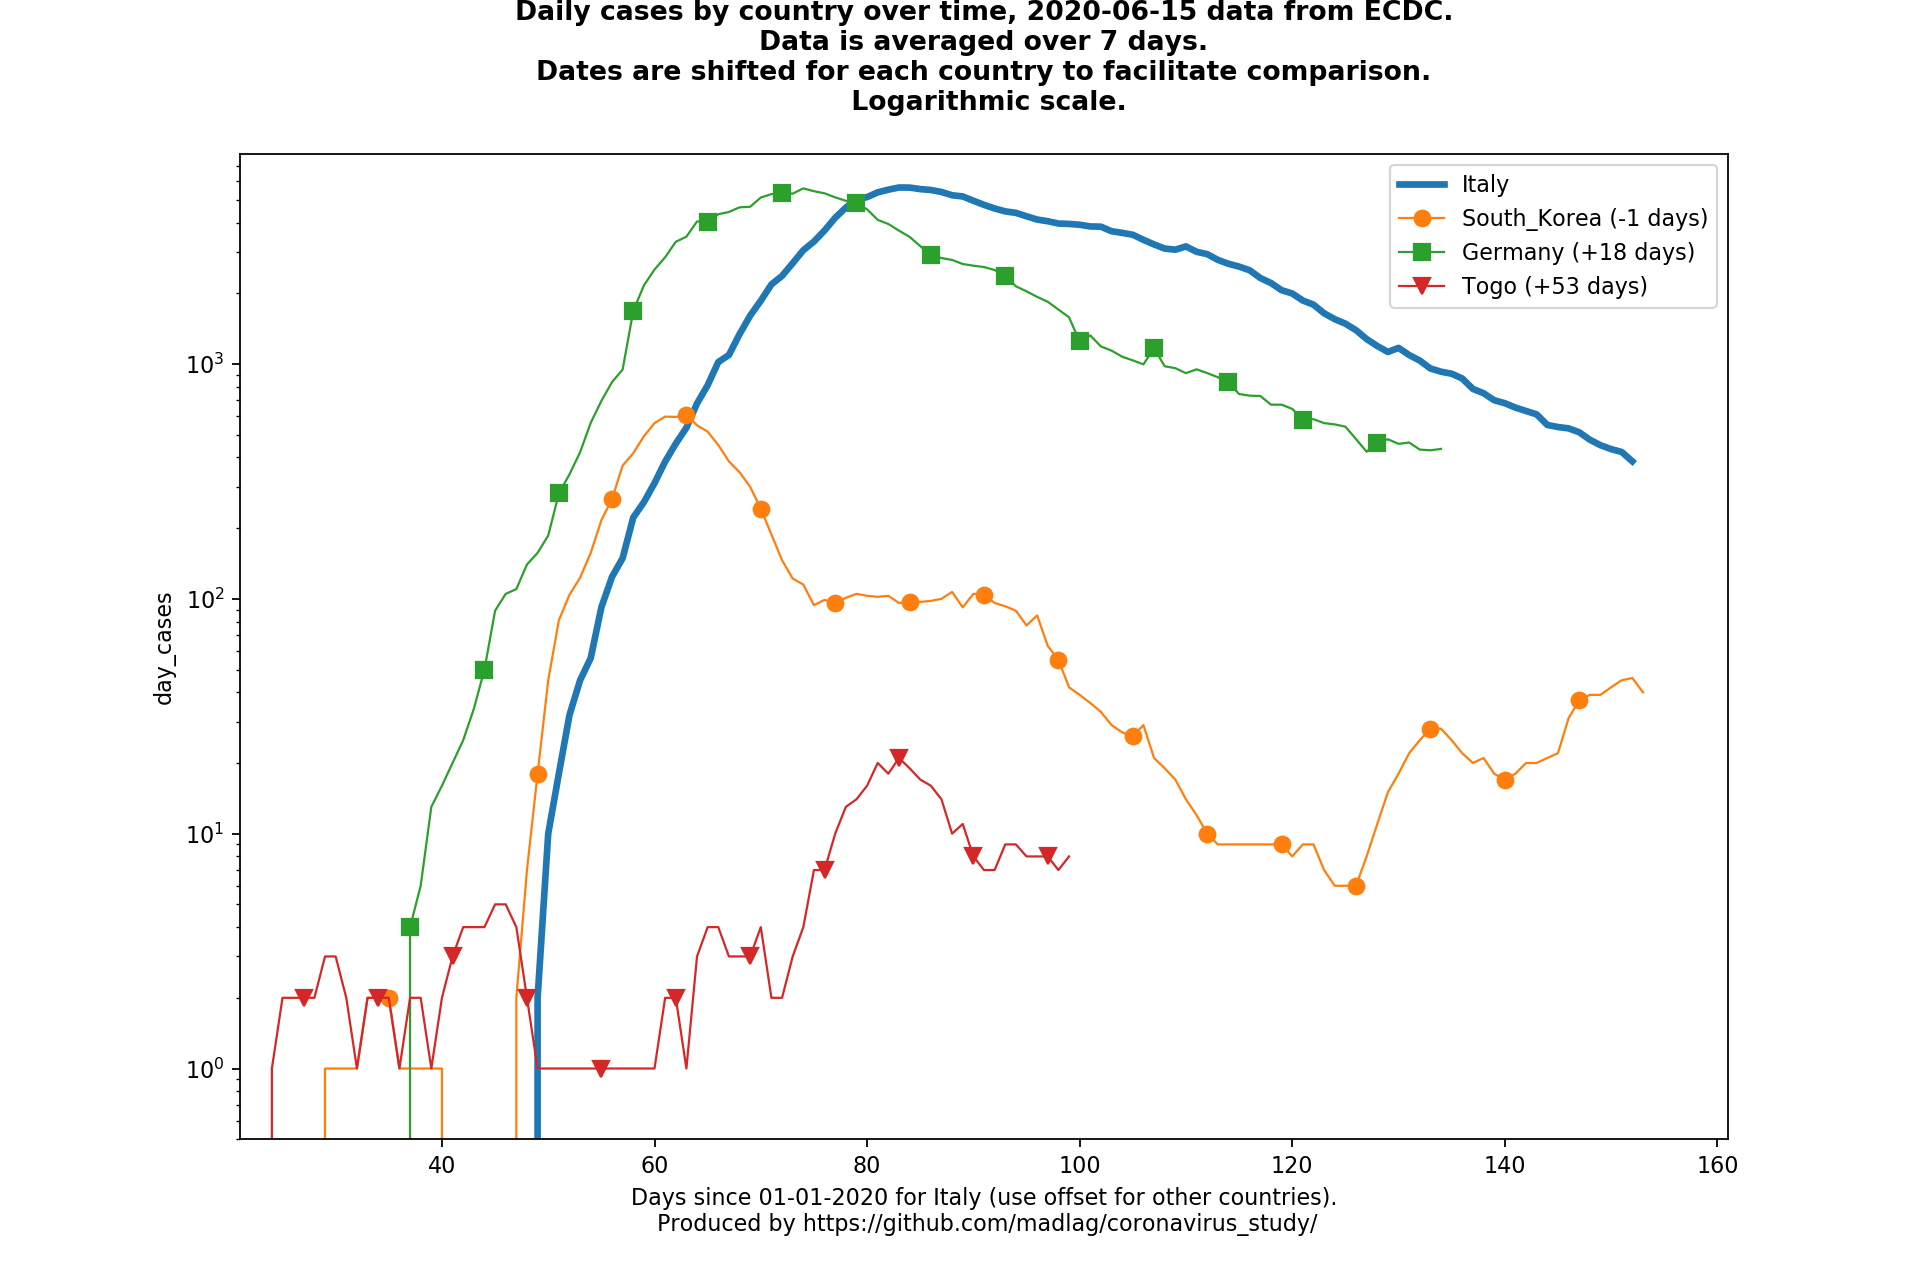 Daily cases by country over time, 2020-06-15 data from ECDC.
Data is averaged over 7 days.
Dates are shifted for each country to facilitate comparison.
Logarithmic scale.
Italy
South_Korea (-1 days)
Germany (+18 days)
Togo (+53 days)
10³
10²
10¹
10⁰
day_cases
40 60 80 100 120 140 160
Days since 01-01-2020 for Italy (use offset for other countries).
Produced by https://github.com/madlag/coronavirus_study/